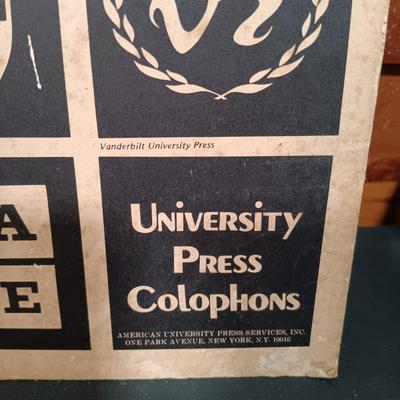 Vanderbilt University Press
A
E
University
Press
Colophons
AMERICAN UNIVERSITY PRESS SERVICES, INC.
ONE PARK AVENUE, NEW YORK, N.Y. 10016